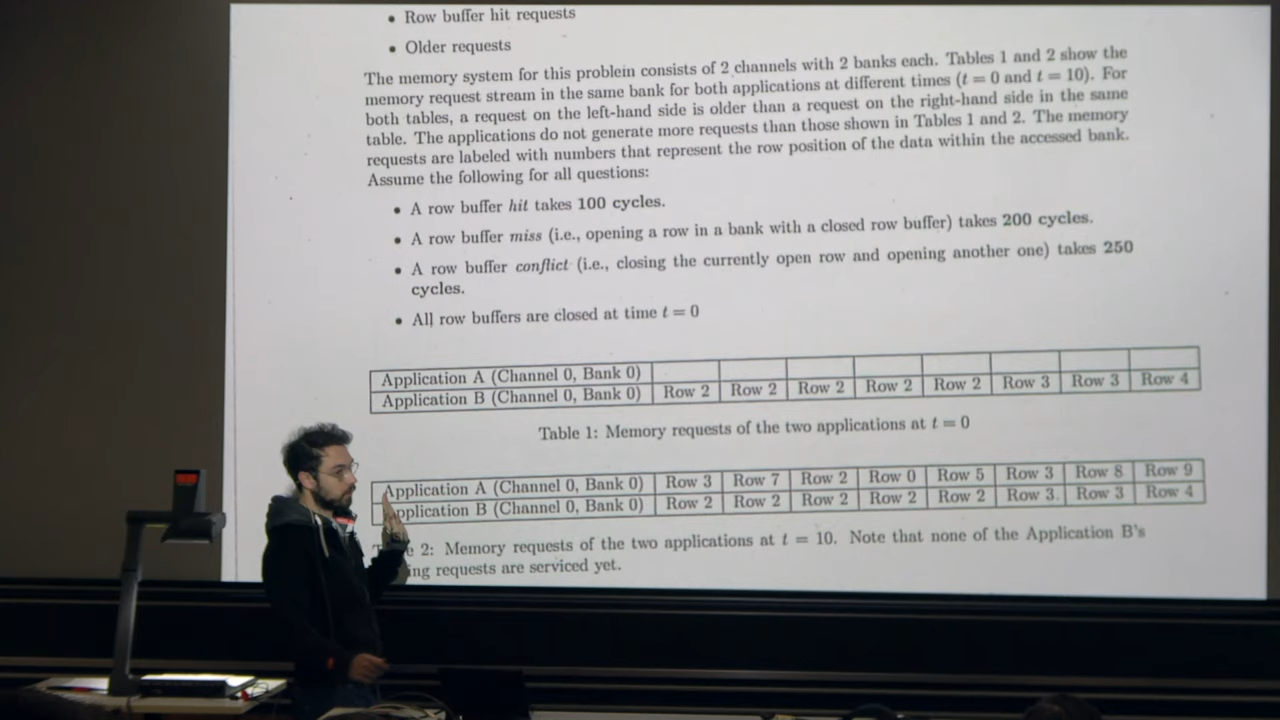 • Row buffer hit requests
• Older requests
The memory system for this problem consists of 2 channels with 2 banks each. Tables 1 and 2 show the
memory request stream in the same bank for both applications at different times (t = 0 and t = 10). For
both tables, a request on the left-hand side is older than a request on the right-hand side in the same
table. The applications do not generate more requests than those shown in Tables 1 and 2. The memory
requests are labeled with numbers that represent the row position of the data within the accessed bank.
Assume the following for all questions:
• A row buffer hit takes 100 cycles.
• A row buffer miss (i.e., opening a row in a bank with a closed row buffer) takes 200 cycles.
• A row buffer conflict (i.e., closing the currently open row and opening another one) takes 250
cycles.
• All row buffers are closed at time t = 0
Application A (Channel 0, Bank 0)
Application B (Channel 0, Bank 0) Row 2 Row 2 Row 2 Row 2 Row 2 Row 3 Row 3 Row 4
Table 1: Memory requests of the two applications at t = 0
Application A (Channel 0, Bank 0) Row 3 Row 7 Row 2 Row 0 Row 5 Row 3 Row 8 Row 9
pplication B (Channel 0, Bank 0) Row 2 Row 2 Row 2 Row 2 Row 2 Row 3 Row 3 Row 4
e 2: Memory requests of the two applications at t = 10. Note that none of the Application B's
ing requests are serviced yet.